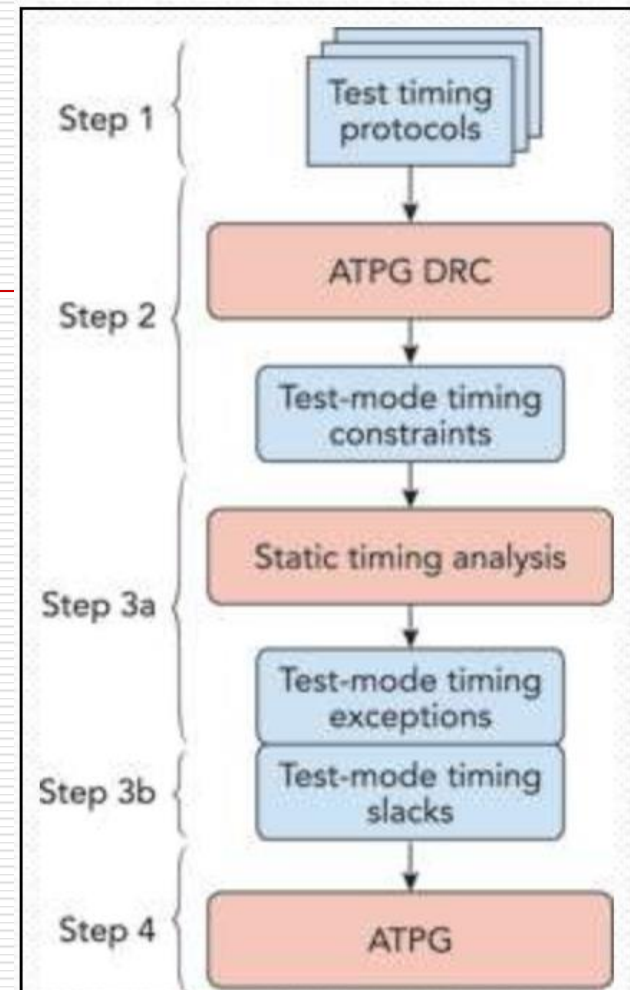 Step 1
Test timing
protocols
Step 2
ATPG DRC
Test-mode timing
constraints
Step 3a
Static timing analysis
Test-mode timing
exceptions
Step 3b
Test-mode timing
slacks
Step 4
ATPG